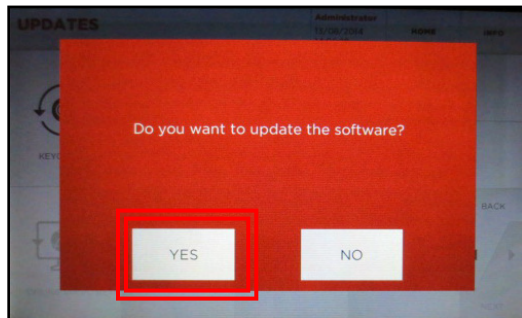 UPDATES
Administrator
HOME
INFO
Do you want to update the software?
BACK
YES
NO